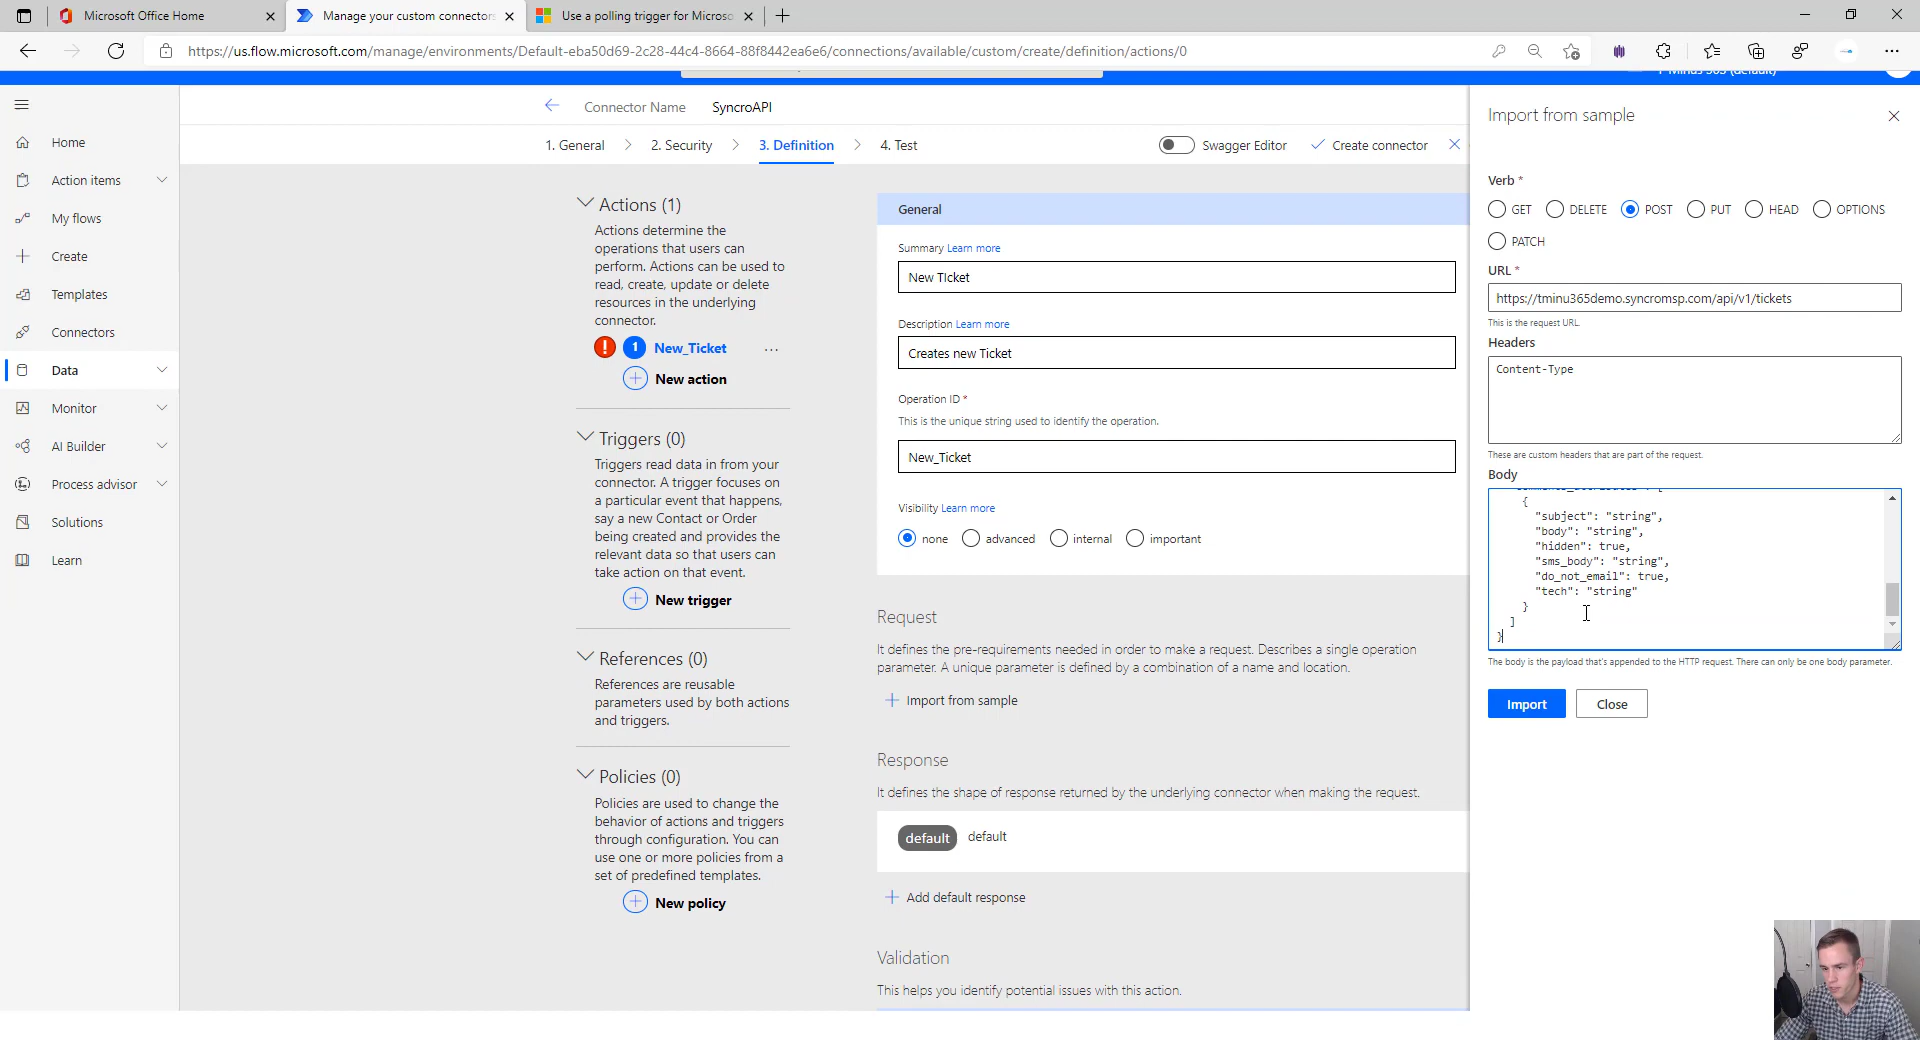 Microsoft Office Home
Manage your custom connectors
Use a polling trigger for Microso
https://us.flow.microsoft.com/manage/environments/Default-eba50d69-2c28-44c4-8664-88f8442ea6e6/connections/available/custom/create/definition/actions/0
Home
Action items
My flows
Create
Templates
Connectors
Data
Monitor
AI Builder
Process advisor
Solutions
Learn
Connector Name SyncroAPI
1. General
2. Security
3. Definition
4. Test
Swagger Editor
Create connector
Actions (1)
Actions determine the
operations that users can
perform. Actions can be used to
read, create, update or delete
resources in the underlying
connector.
1 New_Ticket
New action
Triggers (0)
Triggers read data in from your
connector. A trigger focuses on
a particular event that happens,
say a new Contact or Order
being created and provides the
relevant data so that users can
take action on that event.
New trigger
References (0)
References are reusable
parameters used by both actions
and triggers.
Policies (0)
Policies are used to change the
behavior of actions and triggers
through configuration. You can
use one or more policies from a
set of predefined templates.
New policy
General
Summary Learn more
New TIcket
Description Learn more
Creates new Ticket
Operation ID *
This is the unique string used to identify the operation.
New_Ticket
Visibility Learn more
none advanced internal important
Request
It defines the pre-requirements needed in order to make a request. Describes a single operation
parameter. A unique parameter is defined by a combination of a name and location.
Import from sample
Response
It defines the shape of response returned by the underlying connector when making the request.
default default
Add default response
Validation
This helps you identify potential issues with this action.
Import from sample
Verb *
GET DELETE POST PUT HEAD OPTIONS
PATCH
URL *
https://tminu365demo.syncromsp.com/api/v1/tickets
This is the request URL.
Headers
Content-Type
These are custom headers that are part of the request.
Body
{
"subject": "string",
"body": "string",
"hidden": true,
"sms_body": "string",
"do_not_email": true,
"tech": "string"
}
]
}
The body is the payload that's appended to the HTTP request. There can only be one body parameter.
Import
Close